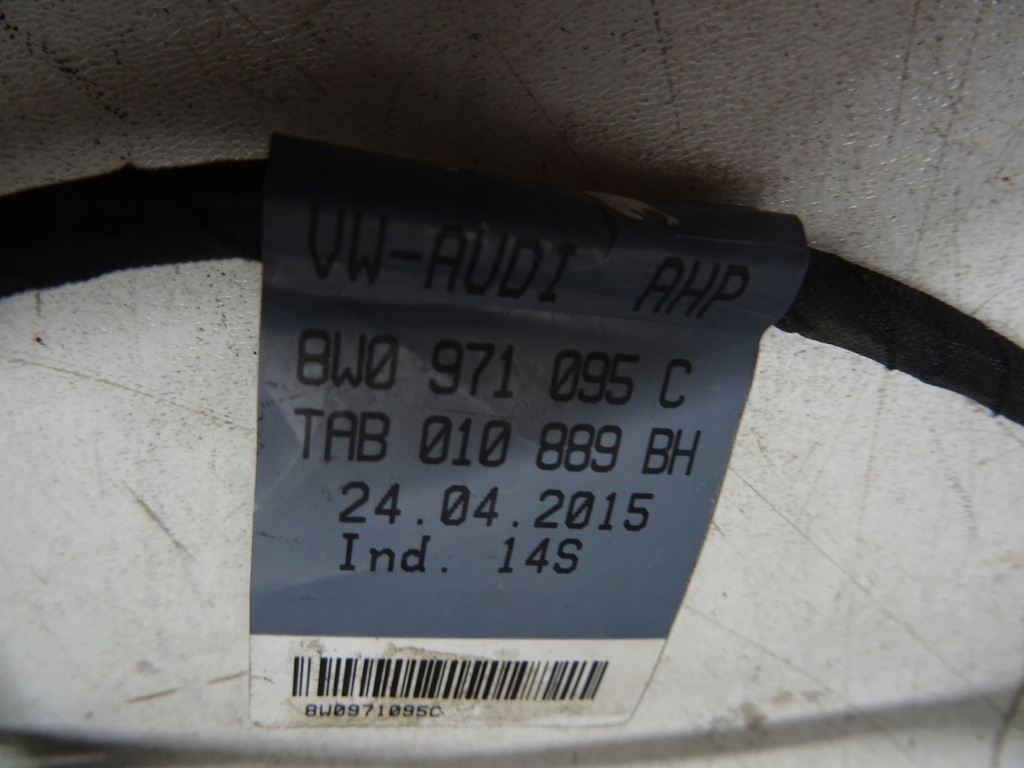 VW-AUDI AHP
8W0 971 095 C
TAB 010 889 BH
24.04.2015
Ind. 14S
8W0971095C